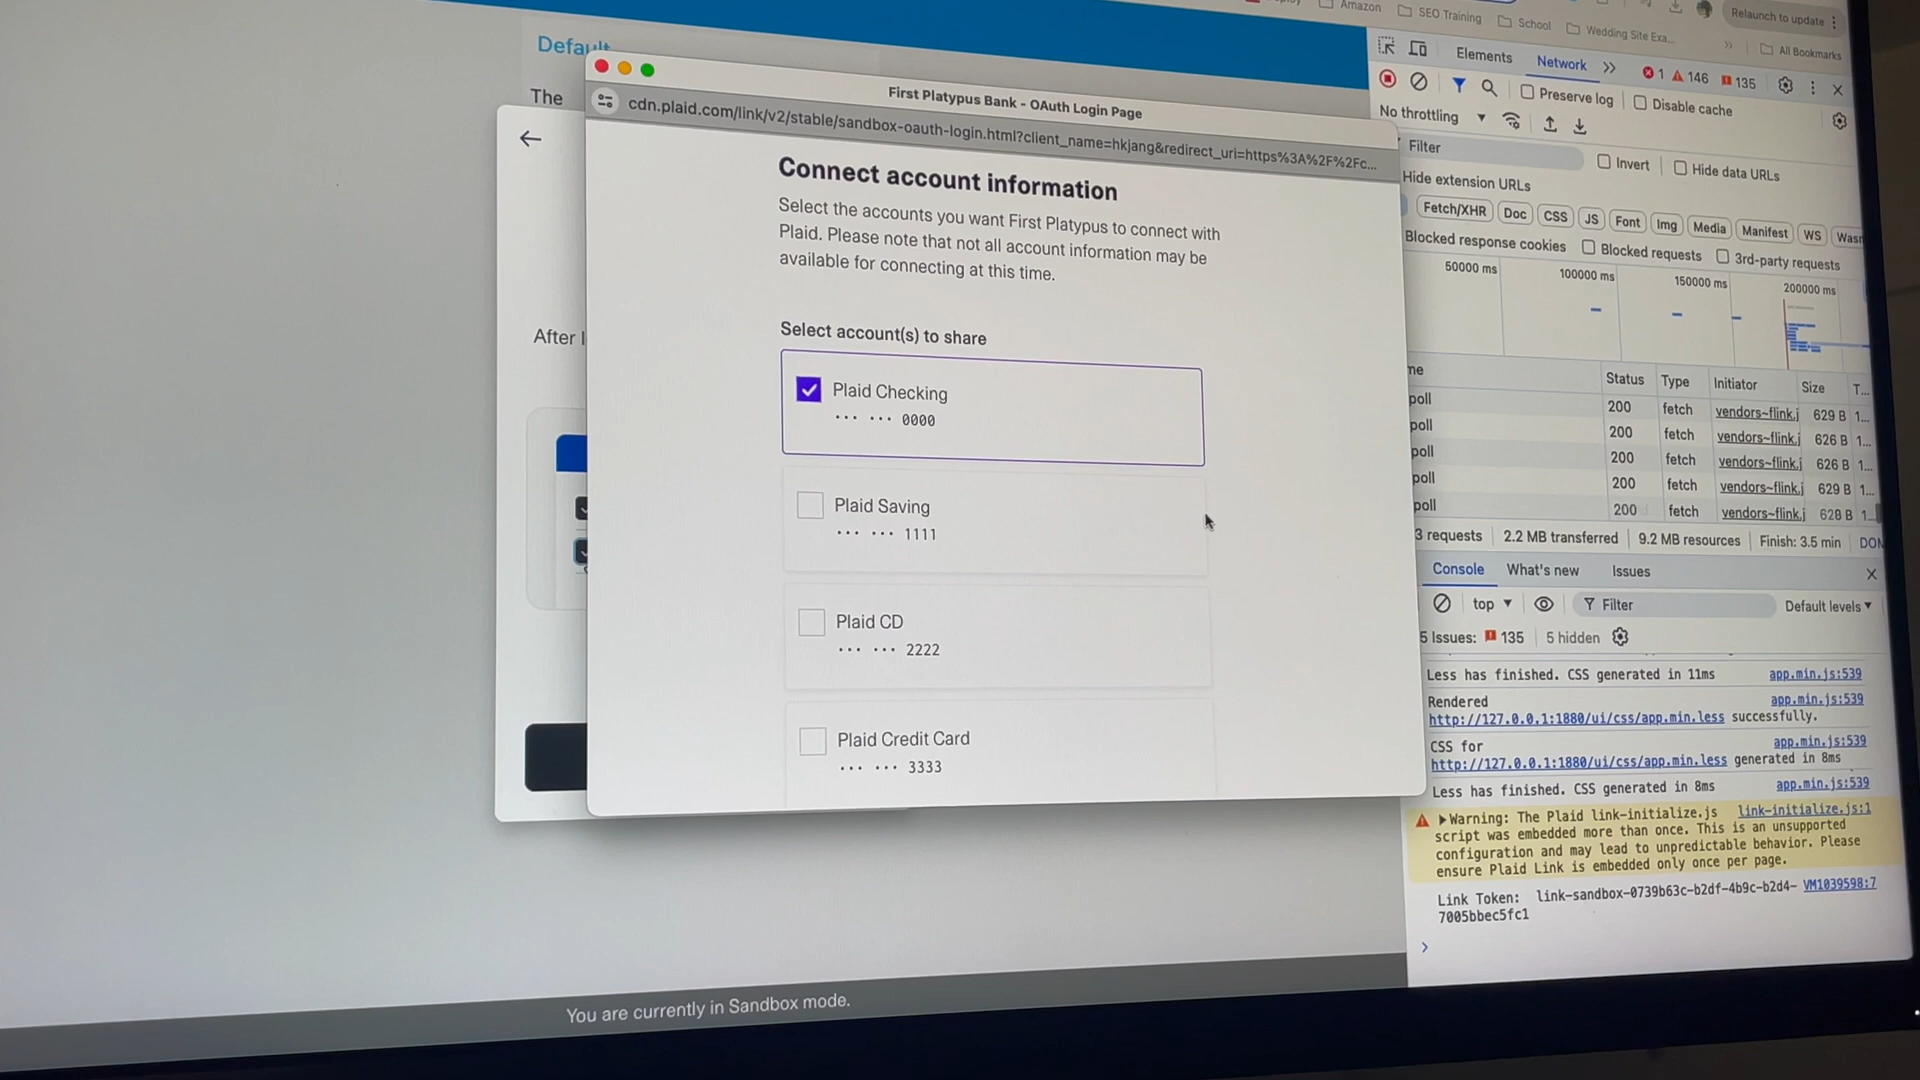 Default
The
After
First Platypus Bank - OAuth Login Page
cdn.plaid.com/link/v2/stable/sandbox-oauth-login.html?client_name=hkjang&redirect_uri=https%3A%2F%2Fc...
Connect account information
Select the accounts you want First Platypus to connect with
Plaid. Please note that not all account information may be
available for connecting at this time.
Select account(s) to share
Plaid Checking
··· ··· 0000
Plaid Saving
··· ··· 1111
Plaid CD
··· ··· 2222
Plaid Credit Card
··· ··· 3333
You are currently in Sandbox mode.
Amazon
SEO Training
School
Wedding Site Exa...
All Bookmarks
Relaunch to update
Elements
Network
1
146
135
Preserve log
Disable cache
No throttling
Filter
Invert
Hide data URLs
Hide extension URLs
Fetch/XHR Doc CSS JS Font Img Media Manifest WS Wasm
Blocked response cookies
Blocked requests
3rd-party requests
50000 ms
100000 ms
150000 ms
200000 ms
Status Type Initiator Size T...
poll 200 fetch vendors~flink.j 629 B 1...
poll 200 fetch vendors~flink.j 626 B 1...
poll 200 fetch vendors~flink.j 626 B 1...
poll 200 fetch vendors~flink.j 629 B 1...
poll 200 fetch vendors~flink.j 628 B 1...
3 requests 2.2 MB transferred 9.2 MB resources Finish: 3.5 min DON
Console What's new Issues
top
Filter
Default levels
5 Issues: 135 5 hidden
Less has finished. CSS generated in 11ms app.min.js:539
Rendered app.min.js:539
http://127.0.0.1:1880/ui/css/app.min.less successfully.
CSS for app.min.js:539
http://127.0.0.1:1880/ui/css/app.min.less generated in 8ms
Less has finished. CSS generated in 8ms app.min.js:539
Warning: The Plaid link-initialize.js link-initialize.js:1
script was embedded more than once. This is an unsupported
configuration and may lead to unpredictable behavior. Please
ensure Plaid Link is embedded only once per page.
Link Token: link-sandbox-0739b63c-b2df-4b9c-b2d4- VM1039598:7
7005bbec5fc1